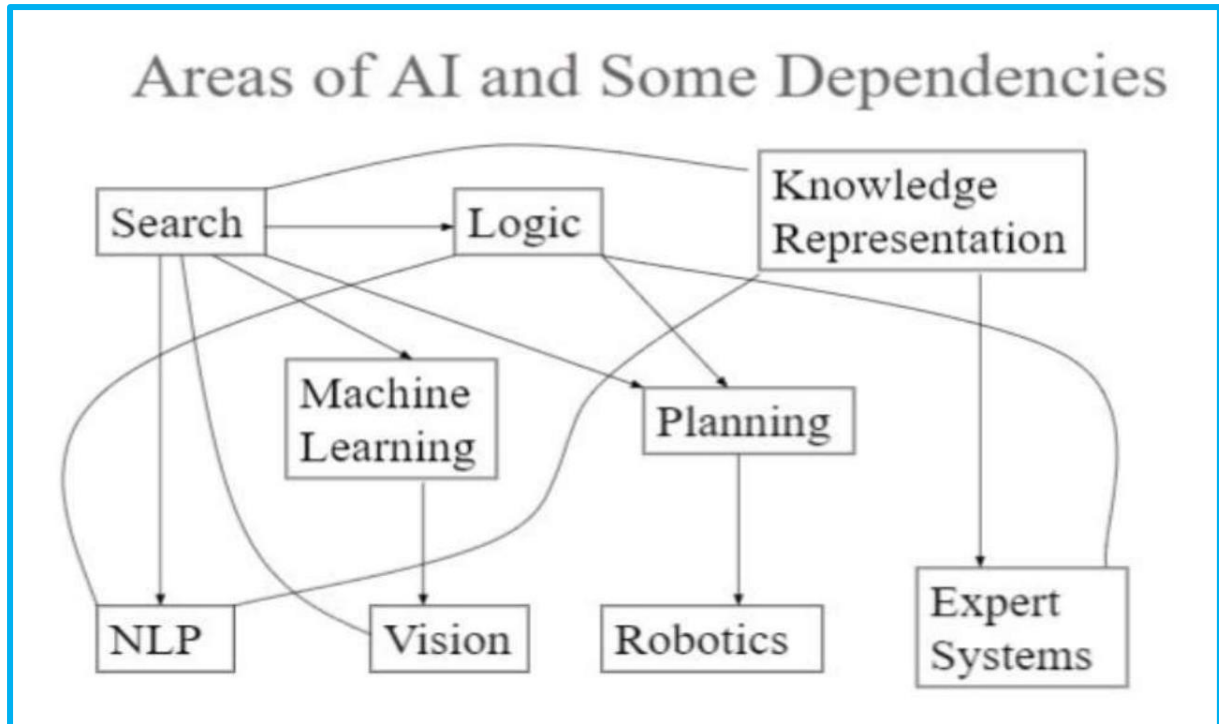 Areas of AI and Some Dependencies
Search
Logic
Knowledge
Representation
Machine
Learning
Planning
NLP
Vision
Robotics
Expert
Systems